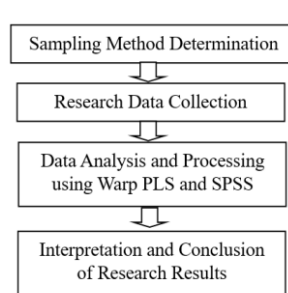 Sampling Method Determination
Research Data Collection
Data Analysis and Processing
using Warp PLS and SPSS
Interpretation and Conclusion
of Research Results